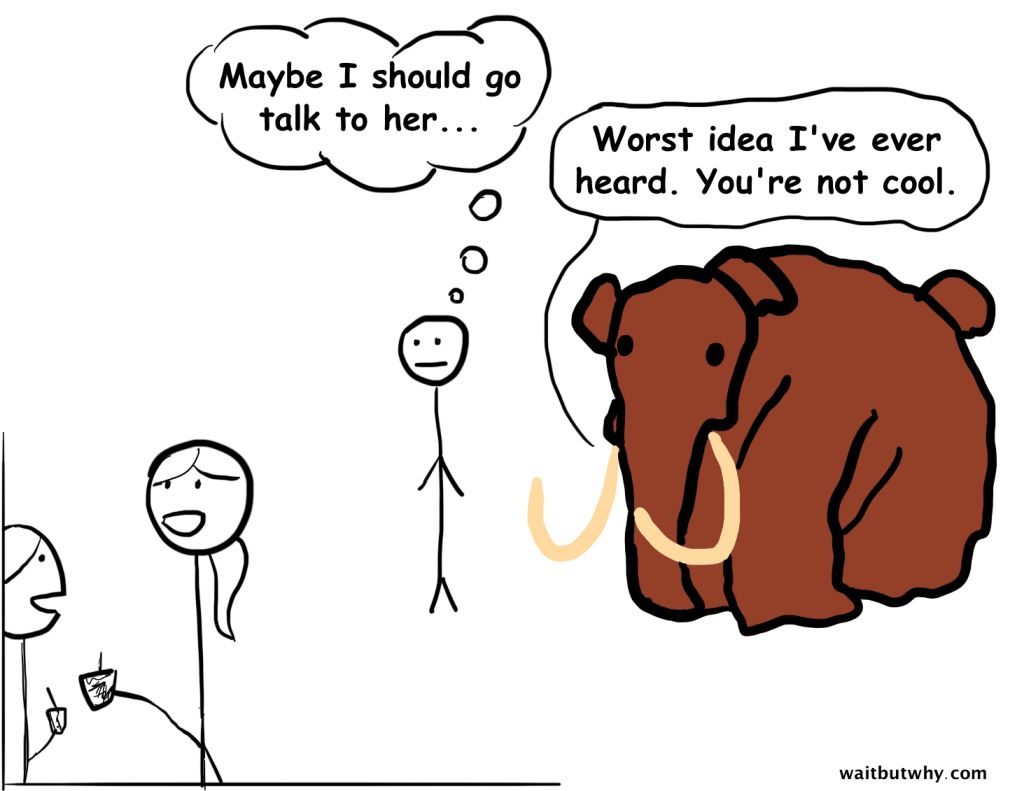 Maybe I should go
talk to her...
Worst idea I've ever
heard. You're not cool.
waitbutwhy.com